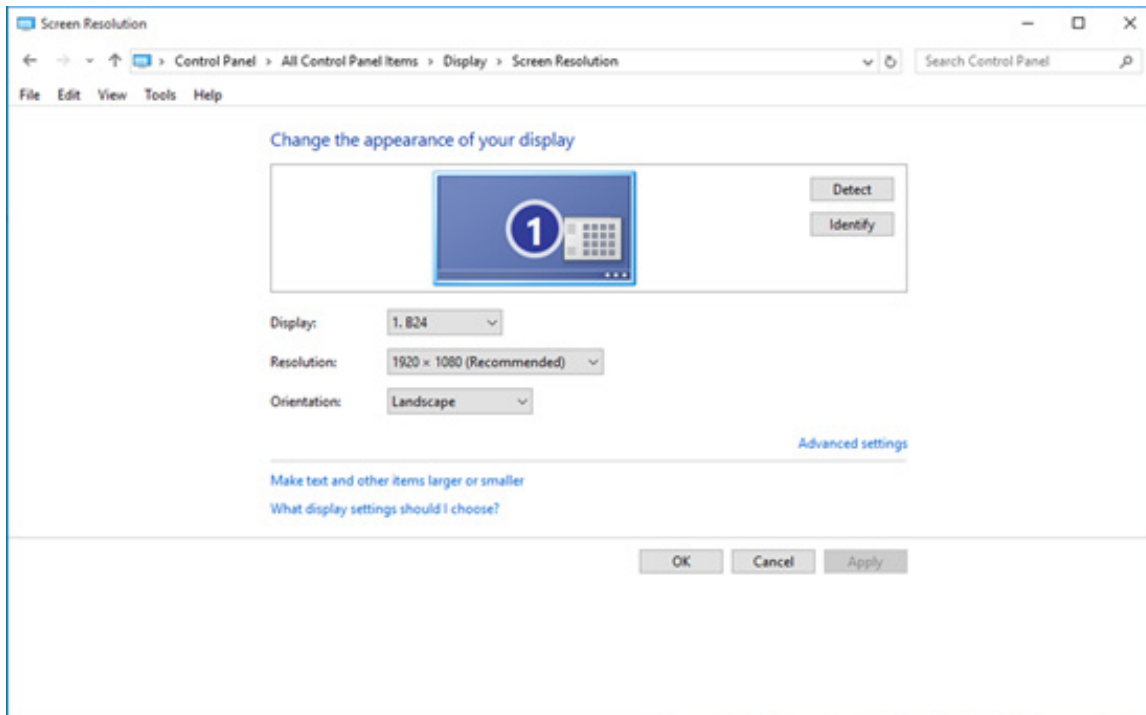 Screen Resolution
Control Panel > All Control Panel Items > Display > Screen Resolution
Search Control Panel
File Edit View Tools Help
Change the appearance of your display
1
Detect
Identify
Display: 1. B24
Resolution: 1920 × 1080 (Recommended)
Orientation: Landscape
Advanced settings
Make text and other items larger or smaller
What display settings should I choose?
OK Cancel Apply